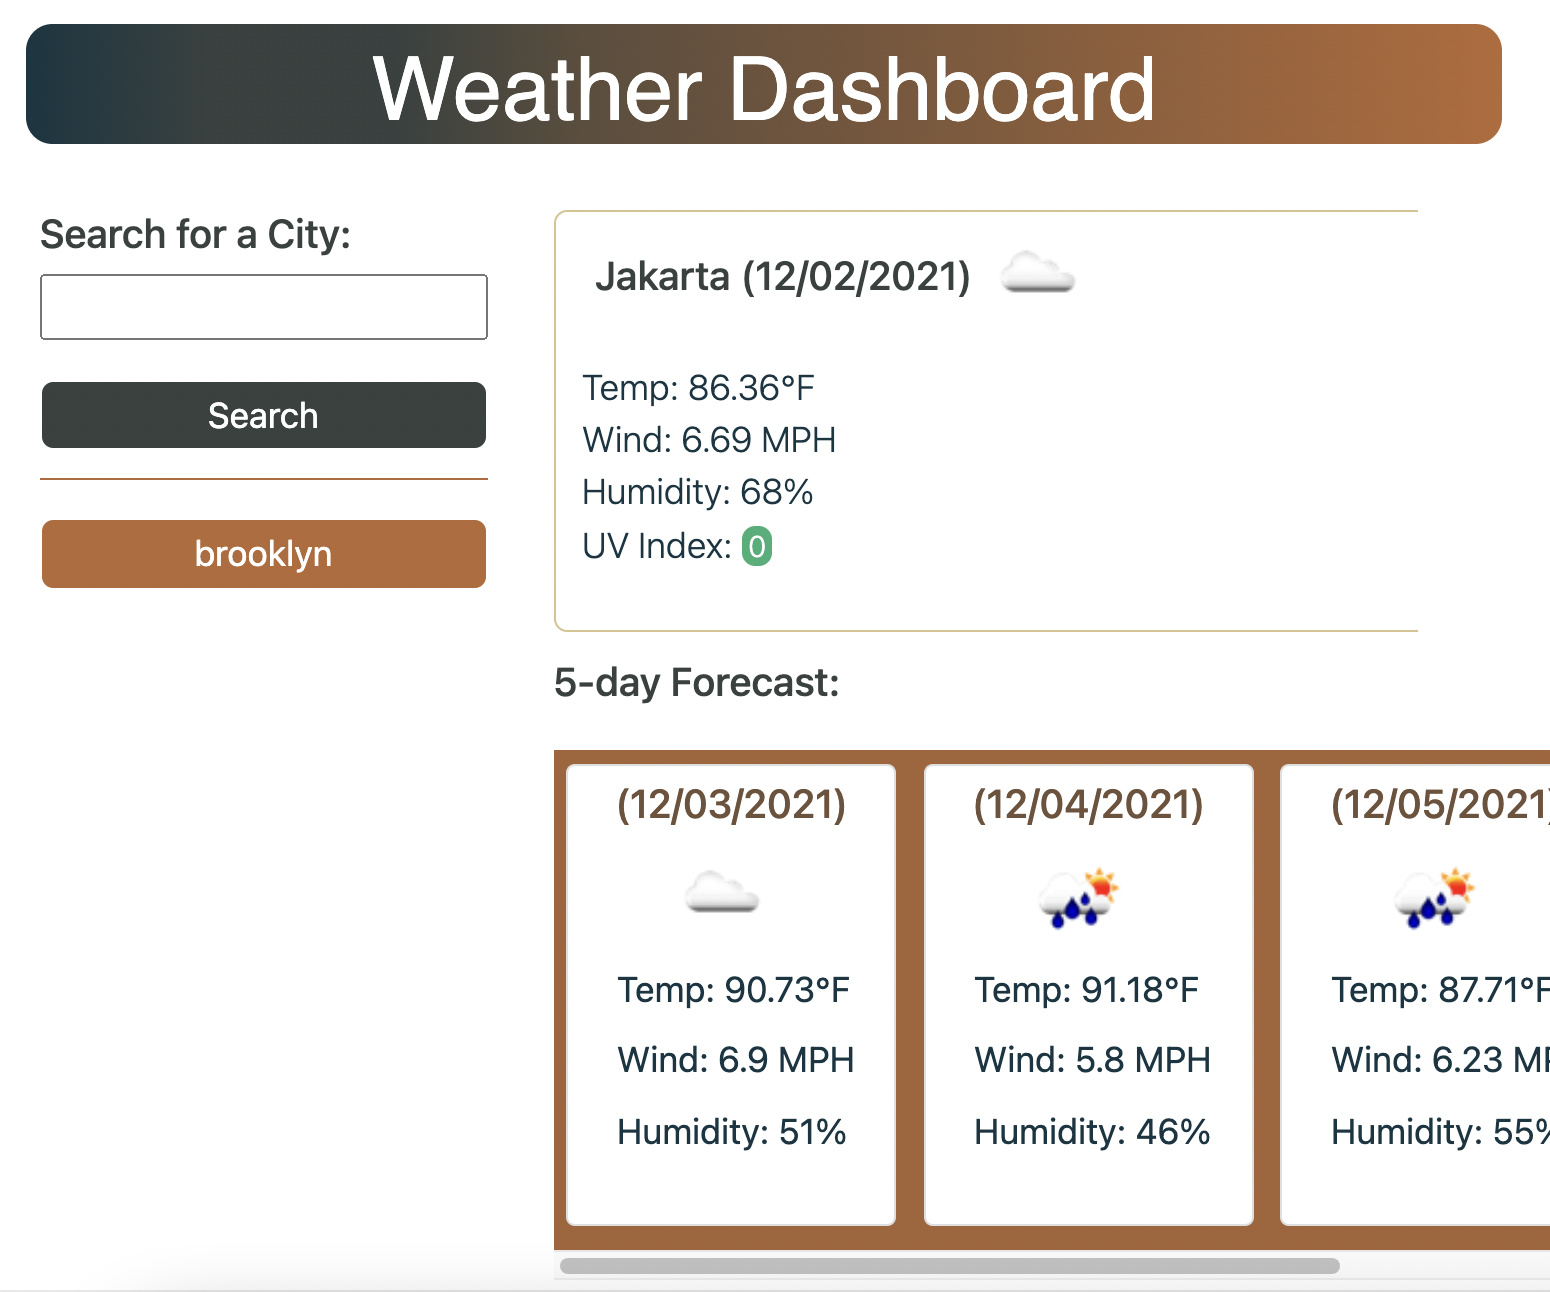 Weather Dashboard
Search for a City:
Search
brooklyn
Jakarta (12/02/2021)
Temp: 86.36°F
Wind: 6.69 MPH
Humidity: 68%
UV Index: 0
5-day Forecast:
(12/03/2021)
Temp: 90.73°F
Wind: 6.9 MPH
Humidity: 51%
(12/04/2021)
Temp: 91.18°F
Wind: 5.8 MPH
Humidity: 46%
(12/05/2021)
Temp: 87.71°F
Wind: 6.23 M
Humidity: 55%